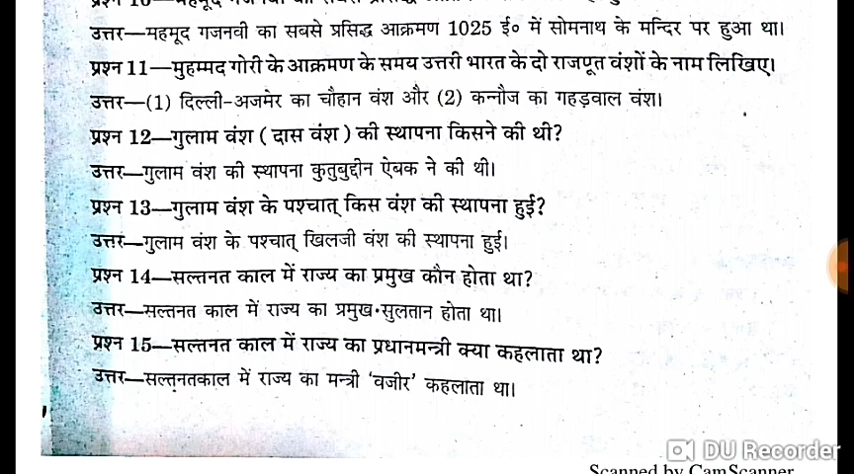 उत्तर—महमूद गजनवी का सबसे प्रसिद्ध आक्रमण 1025 ई० में सोमनाथ के मन्दिर पर हुआ था।
प्रश्न 11—मुहम्मद गोरी के आक्रमण के समय उत्तरी भारत के दो राजपूत वंशों के नाम लिखिए।
उत्तर—(1) दिल्ली-अजमेर का चौहान वंश और (2) कन्नौज का गहड़वाल वंश।
प्रश्न 12—गुलाम वंश ( दास वंश ) की स्थापना किसने की थी?
उत्तर—गुलाम वंश की स्थापना कुतुबुद्दीन ऐबक ने की थी।
प्रश्न 13—गुलाम वंश के पश्चात् किस वंश की स्थापना हुई?
उत्तर—गुलाम वंश के पश्चात् खिलजी वंश की स्थापना हुई।
प्रश्न 14—सल्तनत काल में राज्य का प्रमुख कौन होता था?
उत्तर—सल्तनत काल में राज्य का प्रमुख सुलतान होता था।
प्रश्न 15—सल्तनत काल में राज्य का प्रधानमन्त्री क्या कहलाता था?
उत्तर—सल्तनतकाल में राज्य का मन्त्री 'वजीर' कहलाता था।
DU Recorder
Scanned by CamScanner